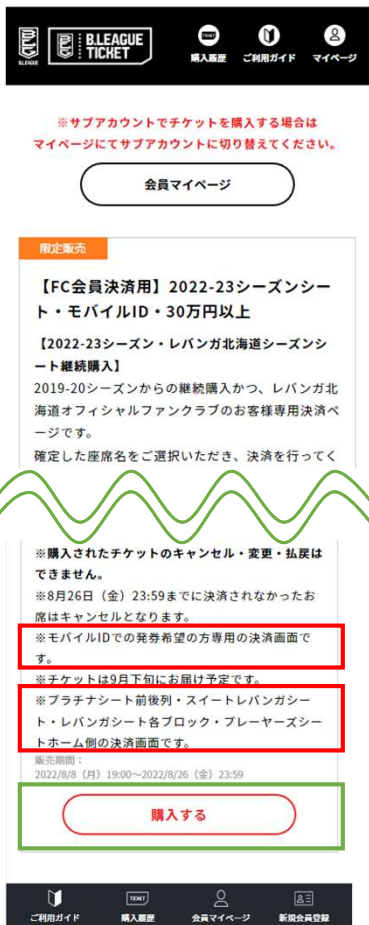 B.LEAGUE
B.LEAGUE
TICKET
購入履歴 ご利用ガイド マイページ
※サブアカウントでチケットを購入する場合は
マイページにてサブアカウントに切り替えてください。
会員マイページ
限定販売
【FC会員決済用】2022-23シーズンシー
ト・モバイルID・30万円以上
【2022-23シーズン・レバンガ北海道シーズンシ
ート継続購入】
2019-20シーズンからの継続購入かつ、レバンガ北
海道オフィシャルファンクラブのお客様専用決済ペ
ージです。
確定した座席名をご選択いただき、決済を行ってく
※購入されたチケットのキャンセル・変更・払戻は
できません。
※8月26日（金）23:59までに決済されなかったお
席はキャンセルとなります。
※モバイルIDでの発券希望の方専用の決済画面で
す。
※チケットは9月下旬にお届け予定です。
※プラチナシート前後列・スイートレバンガシー
ト・レバンガシート各ブロック・プレーヤーズシー
トホーム側の決済画面です。
販売期間：
2022/8/8（月）19:00～2022/8/26（金）23:59
購入する
TICKET
ご利用ガイド 購入履歴 会員マイページ 新規会員登録